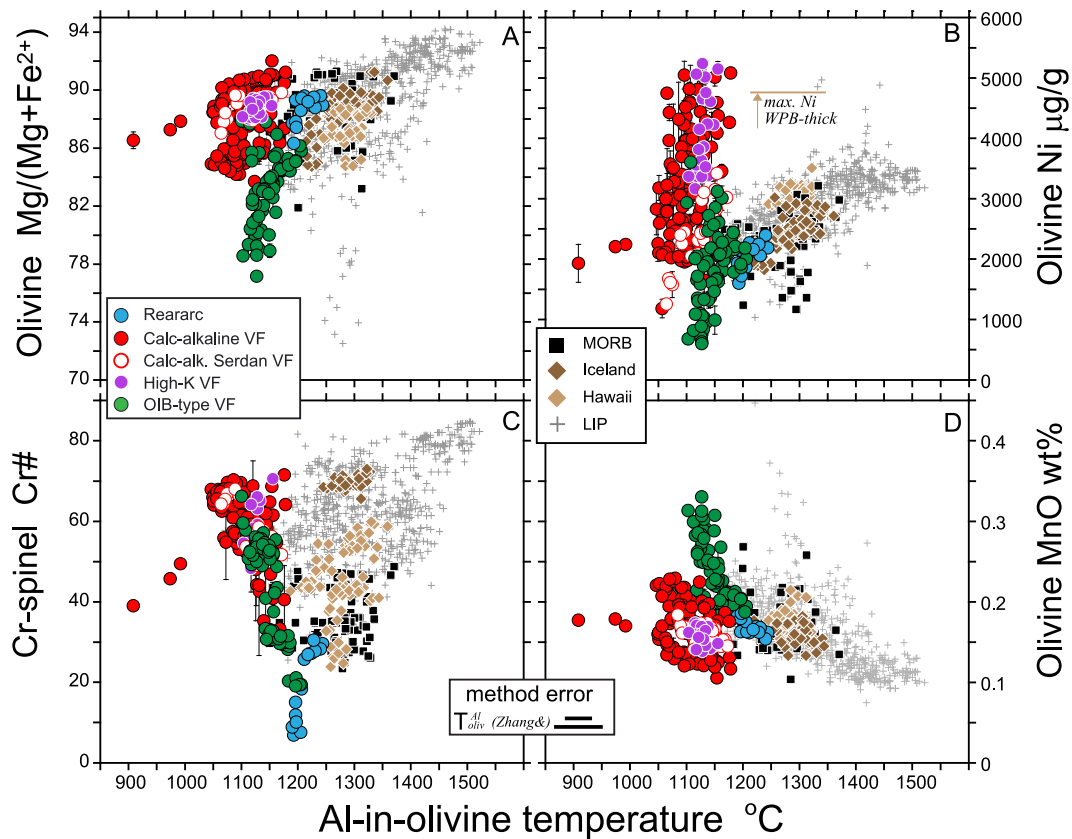 Olivine Mg/(Mg+Fe²⁺)
94
90
86
82
78
74
70
A
Reararc
Calc-alkaline VF
Calc-alk. Serdan VF
High-K VF
OIB-type VF
B
max. Ni
WPB-thick
6000
5000
4000
3000
2000
1000
0
Olivine Ni µg/g
MORB
Iceland
Hawaii
LIP
Cr-spinel Cr#
80
60
40
20
0
C
method error
T Al oliv (Zhang&)
D
0.4
0.3
0.2
0.1
0.0
Olivine MnO wt%
900 1000 1100 1200 1300 1400 1500
900 1000 1100 1200 1300 1400 1500
Al-in-olivine temperature °C